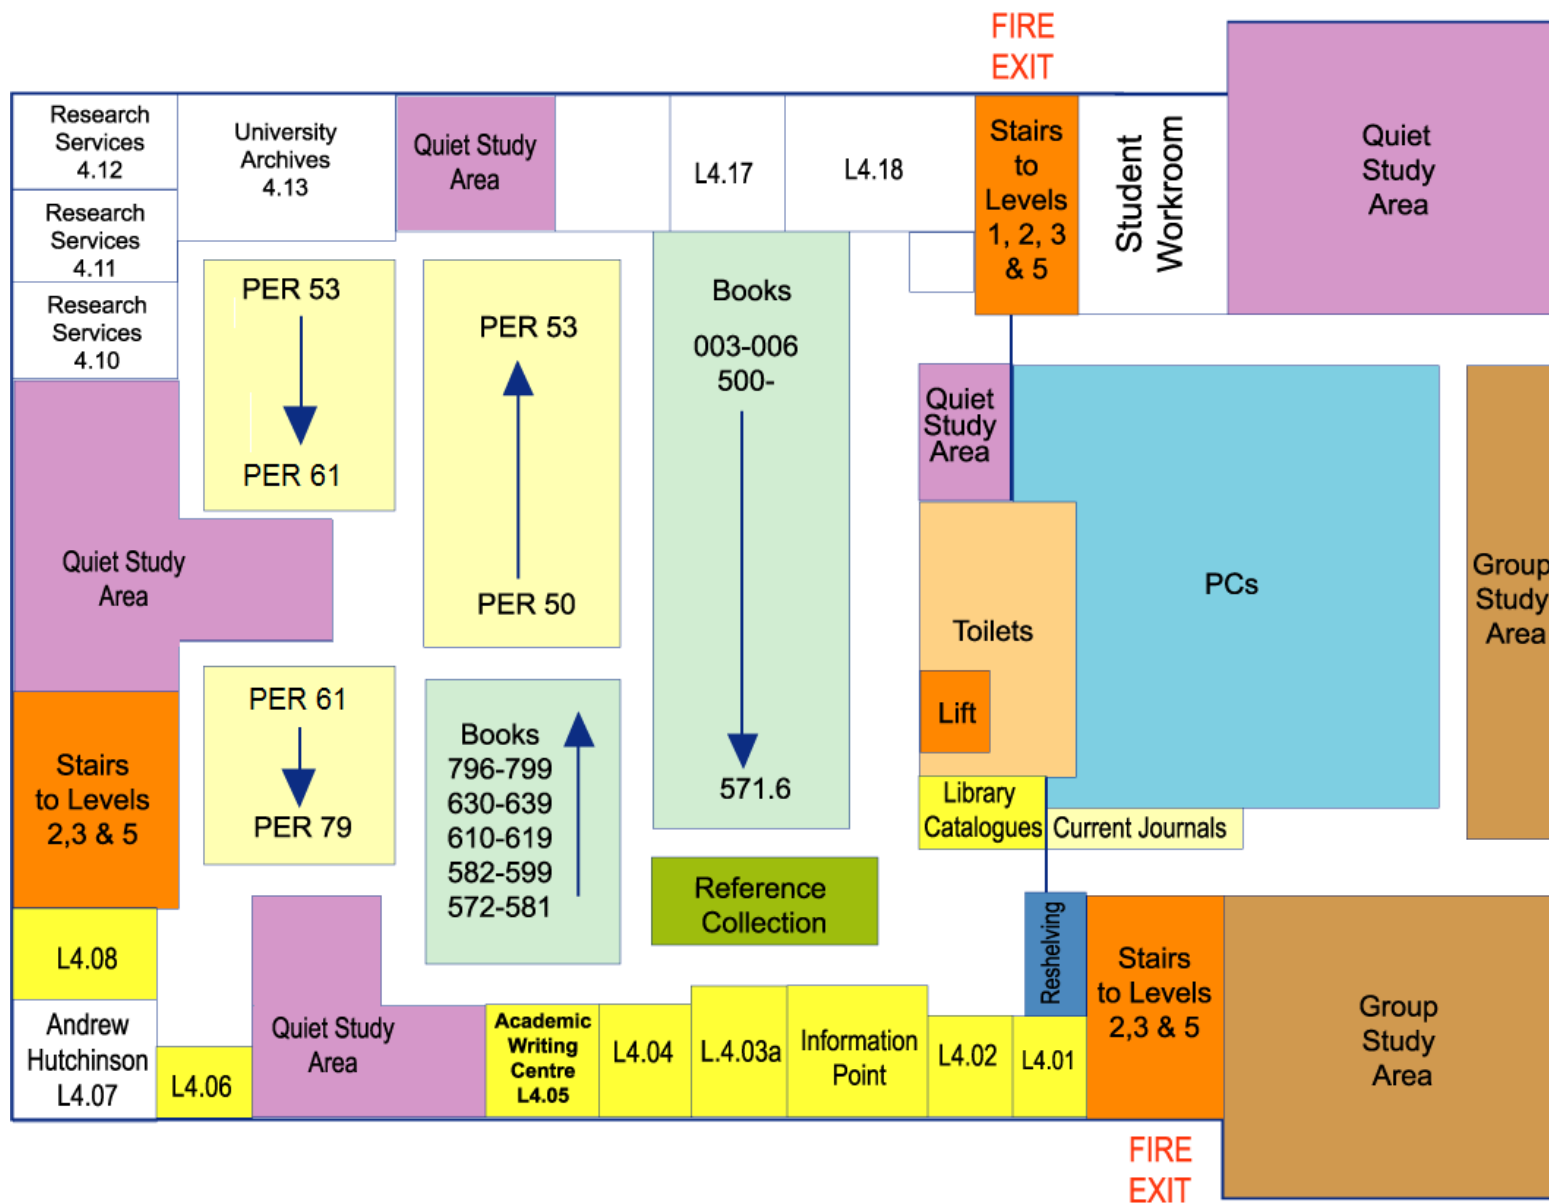 FIRE
EXIT
Research
Services
4.12
University
Archives
4.13
Quiet Study
Area
L4.17
L4.18
Stairs
to
Levels
1, 2, 3
& 5
Student
Workroom
Quiet
Study
Area
Research
Services
4.11
Research
Services
4.10
PER 53
PER 61
PER 53
PER 50
Books
003-006
500-
571.6
Quiet
Study
Area
PCs
Group
Study
Area
Quiet Study
Area
Toilets
Lift
Stairs
to Levels
2,3 & 5
PER 61
PER 79
Books
796-799
630-639
610-619
582-599
572-581
Library
Catalogues
Current Journals
Reference
Collection
Reshelving
Stairs
to Levels
2,3 & 5
Group
Study
Area
L4.08
Andrew
Hutchinson
L4.07
L4.06
Quiet Study
Area
Academic
Writing
Centre
L4.05
L4.04
L.4.03a
Information
Point
L4.02
L4.01
FIRE
EXIT